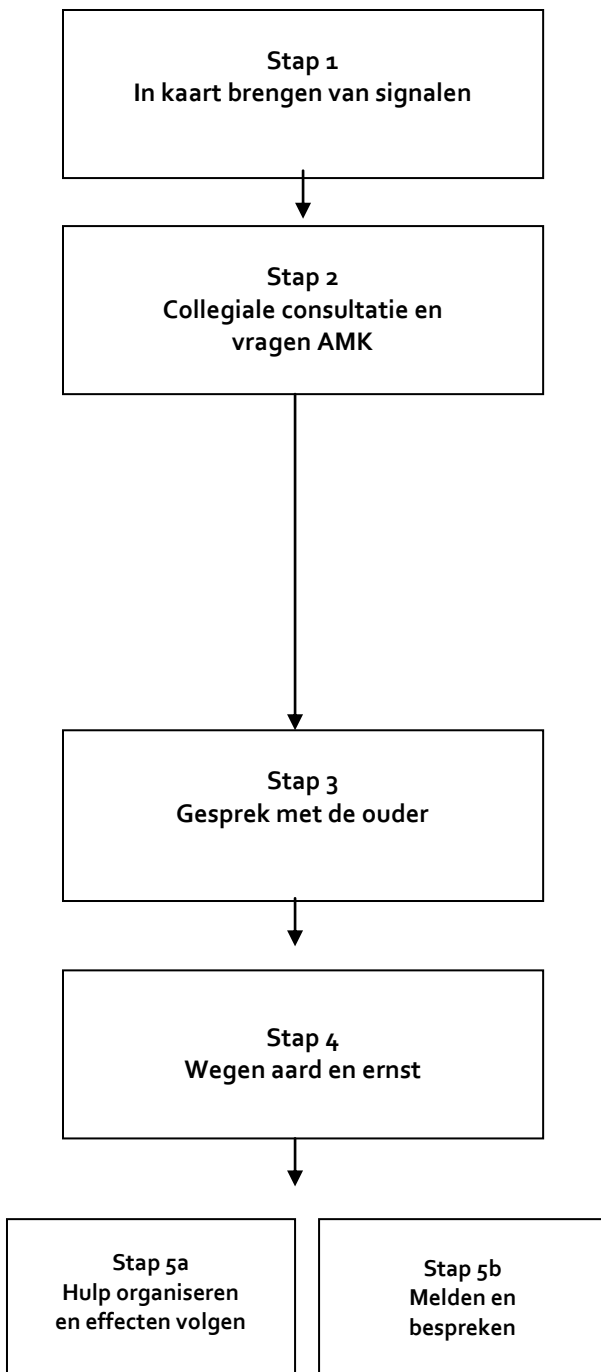 Stap 1
In kaart brengen van signalen
Stap 2
Collegiale consultatie en
vragen AMK
Stap 3
Gesprek met de ouder
Stap 4
Wegen aard en ernst
Stap 5a
Hulp organiseren
en effecten volgen
Stap 5b
Melden en
bespreken